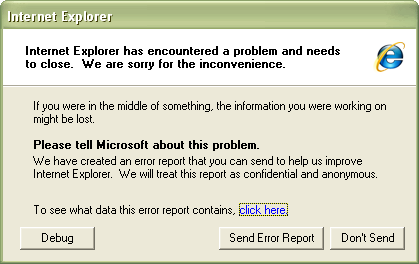 Internet Explorer
Internet Explorer has encountered a problem and needs
to close.  We are sorry for the inconvenience.
If you were in the middle of something, the information you were working on
might be lost.
Please tell Microsoft about this problem.
We have created an error report that you can send to help us improve
Internet Explorer.  We will treat this report as confidential and anonymous.
To see what data this error report contains, click here.
Debug
Send Error Report
Don't Send